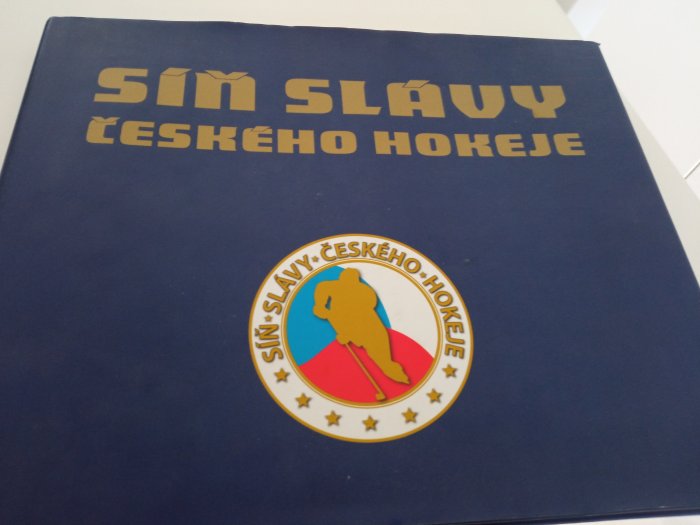 SÍŇ SLÁVY
ČESKÉHO HOKEJE
SÍŇ · SLÁVY · ČESKÉHO · HOKEJE